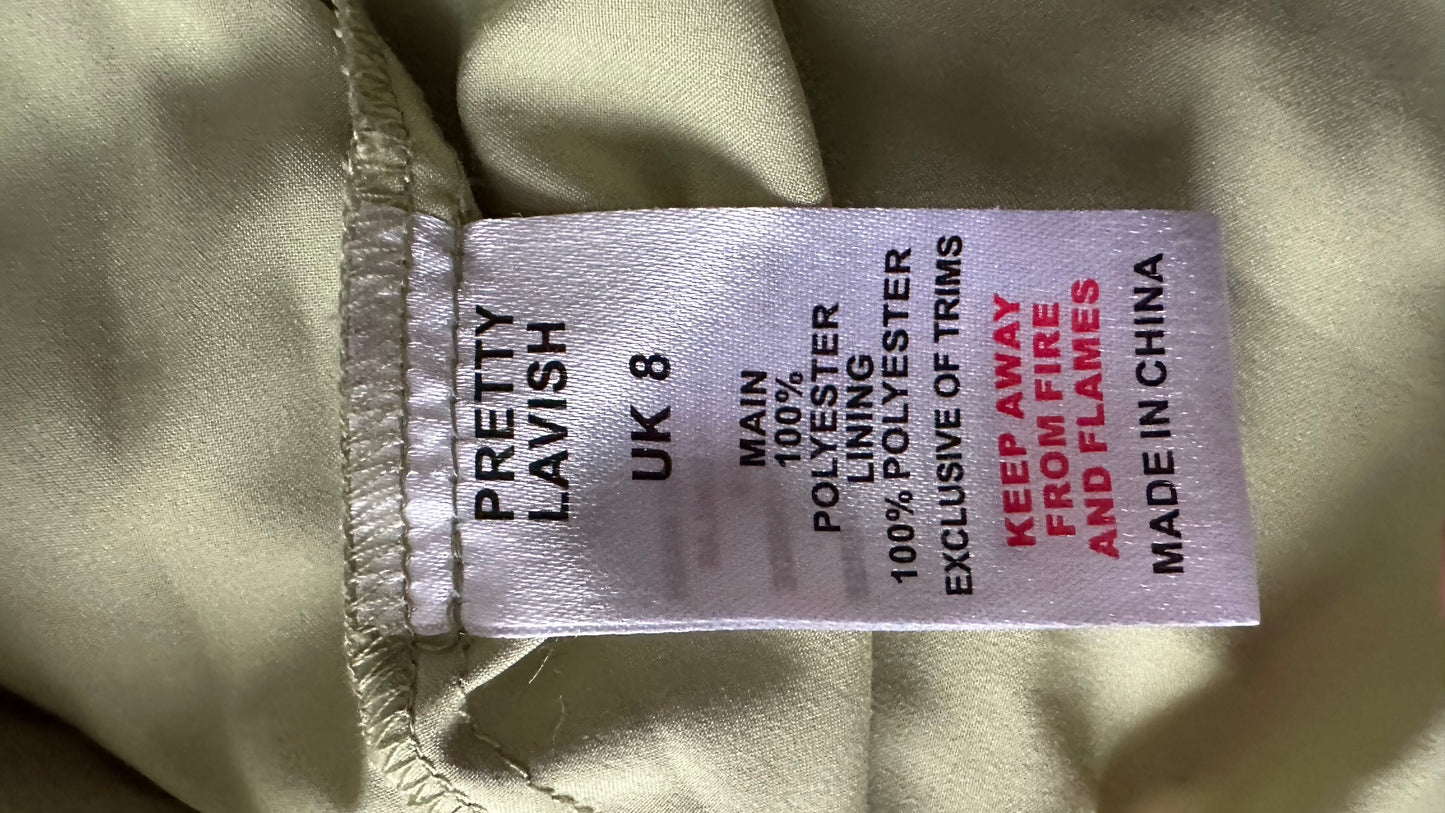 PRETTY
LAVISH
UK 8
MAIN
100%
POLYESTER
LINING
100% POLYESTER
EXCLUSIVE OF TRIMS
KEEP AWAY
FROM FIRE
AND FLAMES
MADE IN CHINA